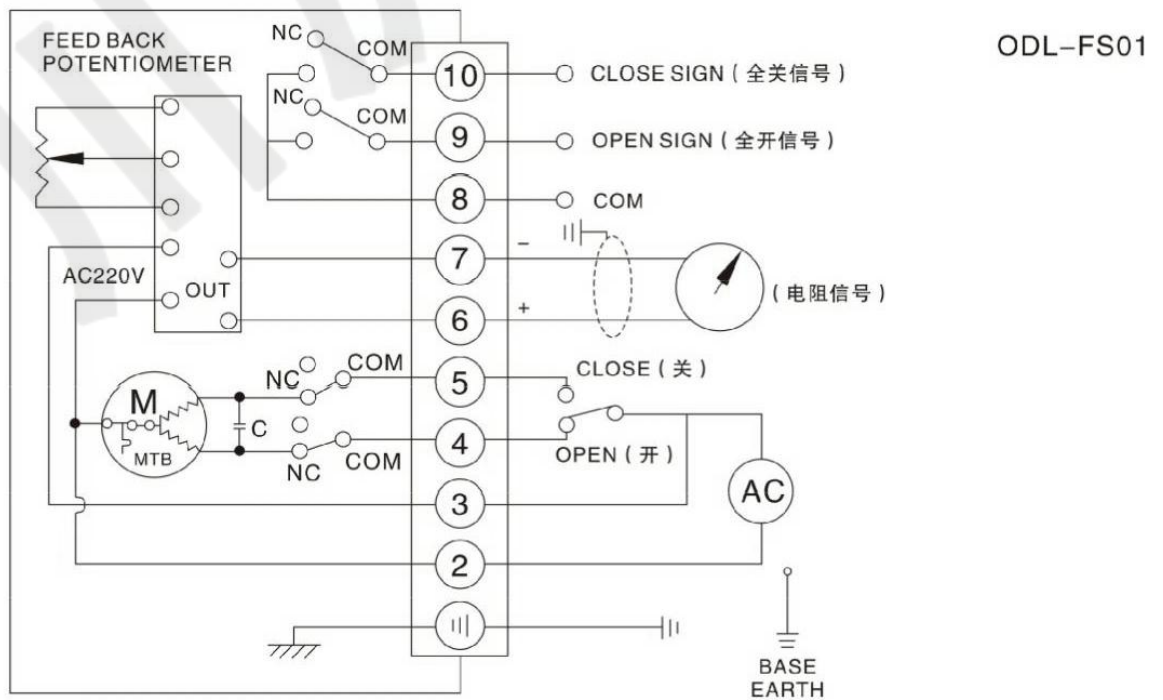 ODL-FS01
FEED BACK
POTENTIOMETER
NC
COM
10
CLOSE SIGN ( 全关信号 )
NC
COM
9
OPEN SIGN ( 全开信号 )
8
COM
7
−
AC220V
OUT
( 电阻信号 )
6
+
NC
COM
5
CLOSE ( 关 )
M
MTB
C
4
OPEN ( 开 )
NC
COM
3
AC
2
BASE
EARTH